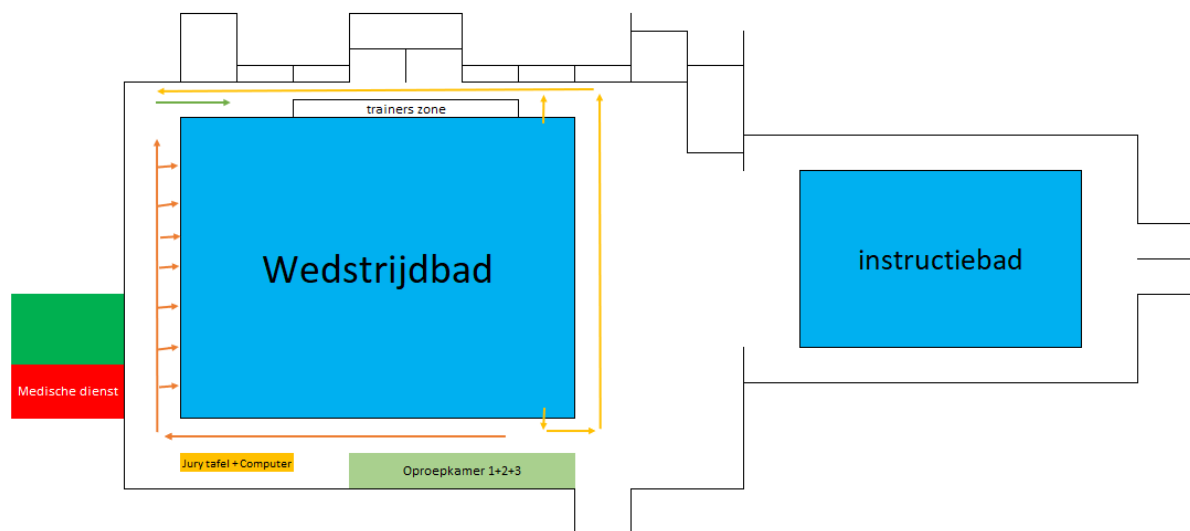 trainers zone
Wedstrijdbad
instructiebad
Medische dienst
Jury tafel + Computer
Oproepkamer 1+2+3